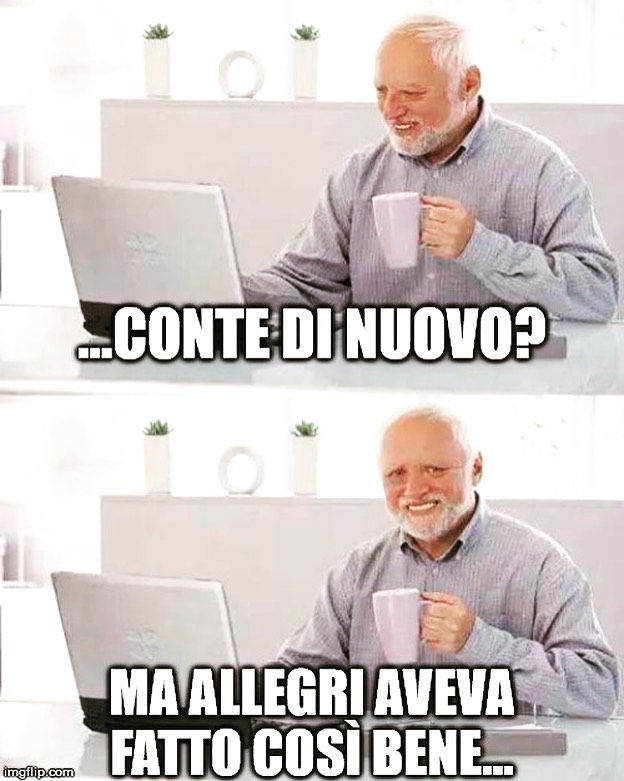 ...CONTE DI NUOVO?
MA ALLEGRI AVEVA
FATTO COSÌ BENE...
imgflip.com